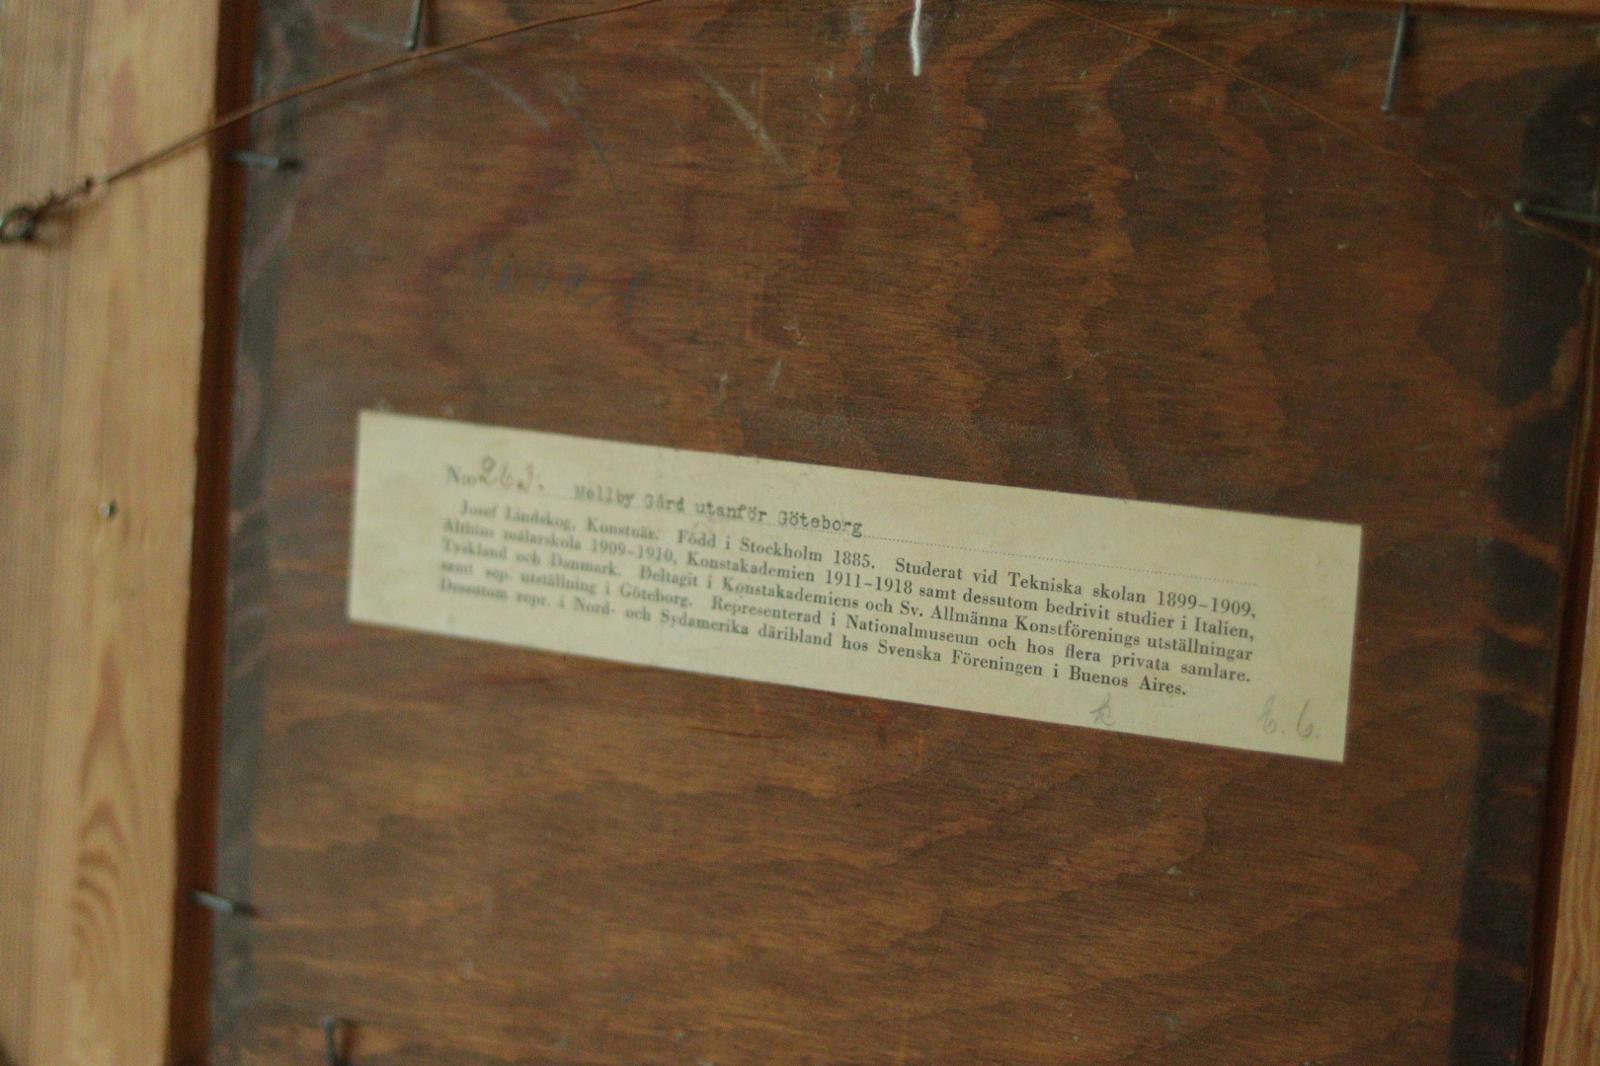 N:o 263. Mellby Gård utanför Göteborg
Josef Lindskog, Konstnär. Född i Stockholm 1885. Studerat vid Tekniska skolan 1899-1909,
Althins målarskola 1909-1910, Konstakademien 1911-1918 samt dessutom bedrivit studier i Italien,
Tyskland och Danmark. Deltagit i Konstakademiens och Sv. Allmänna Konstförenings utställningar
samt sep. utställning i Göteborg. Representerad i Nationalmuseum och hos flera privata samlare.
Dessutom repr. i Nord- och Sydamerika däribland hos Svenska Föreningen i Buenos Aires.